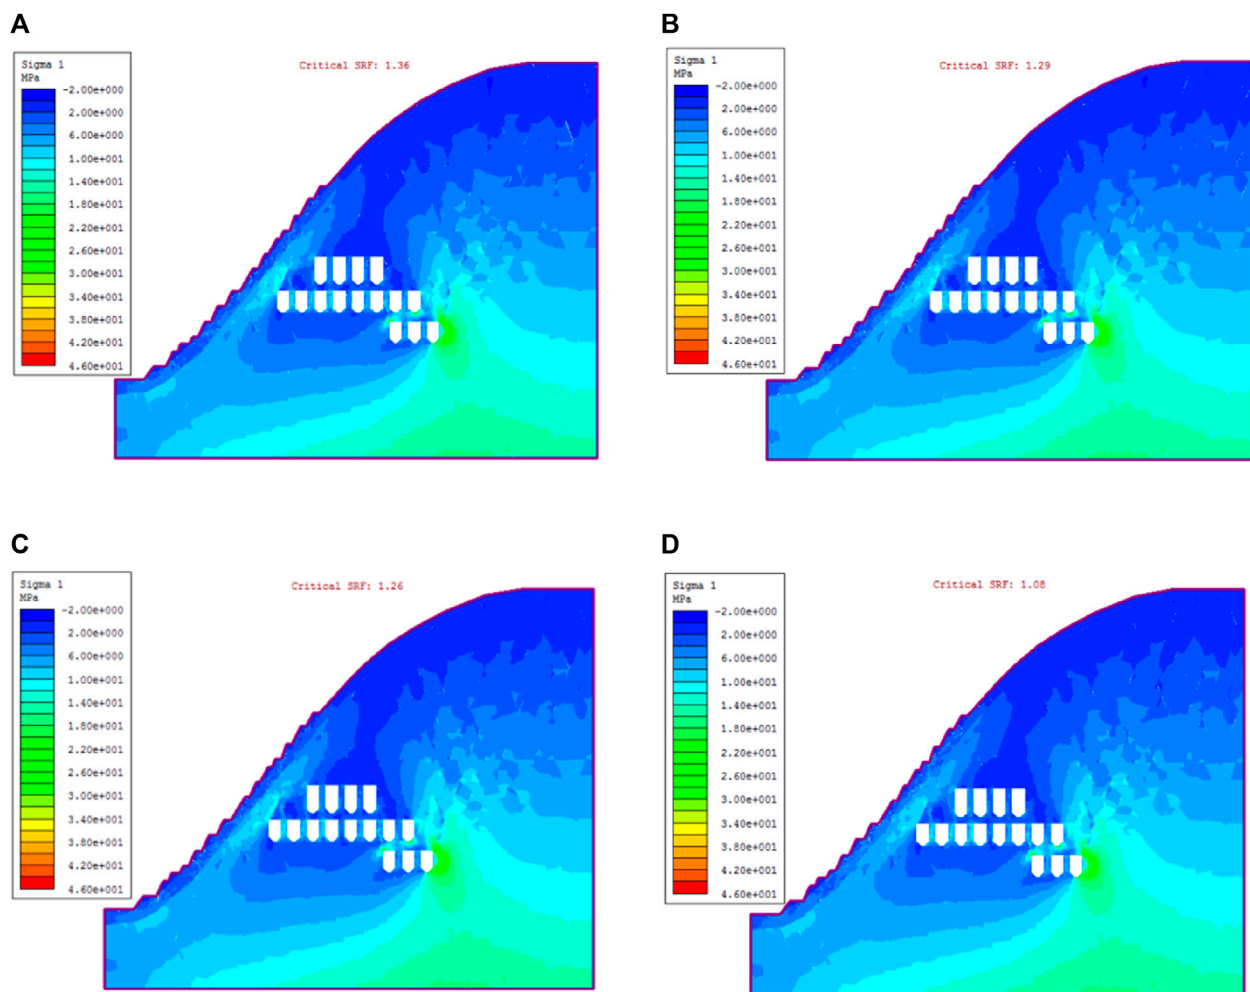 A
Sigma 1
MPa
-2.00e+000
2.00e+000
6.00e+000
1.00e+001
1.40e+001
1.80e+001
2.20e+001
2.60e+001
3.00e+001
3.40e+001
3.80e+001
4.20e+001
4.60e+001
Critical SRF: 1.36
B
Sigma 1
MPa
-2.00e+000
2.00e+000
6.00e+000
1.00e+001
1.40e+001
1.80e+001
2.20e+001
2.60e+001
3.00e+001
3.40e+001
3.80e+001
4.20e+001
4.60e+001
Critical SRF: 1.29
C
Sigma 1
MPa
-2.00e+000
2.00e+000
6.00e+000
1.00e+001
1.40e+001
1.80e+001
2.20e+001
2.60e+001
3.00e+001
3.40e+001
3.80e+001
4.20e+001
4.60e+001
Critical SRF: 1.26
D
Sigma 1
MPa
-2.00e+000
2.00e+000
6.00e+000
1.00e+001
1.40e+001
1.80e+001
2.20e+001
2.60e+001
3.00e+001
3.40e+001
3.80e+001
4.20e+001
4.60e+001
Critical SRF: 1.08